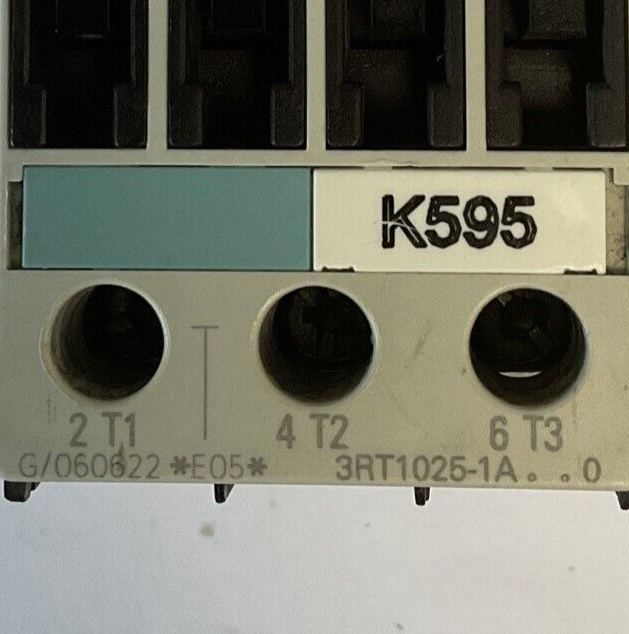 K595
2 T1 4 T2 6 T3
G/060622 *E05* 3RT1025-1A..0